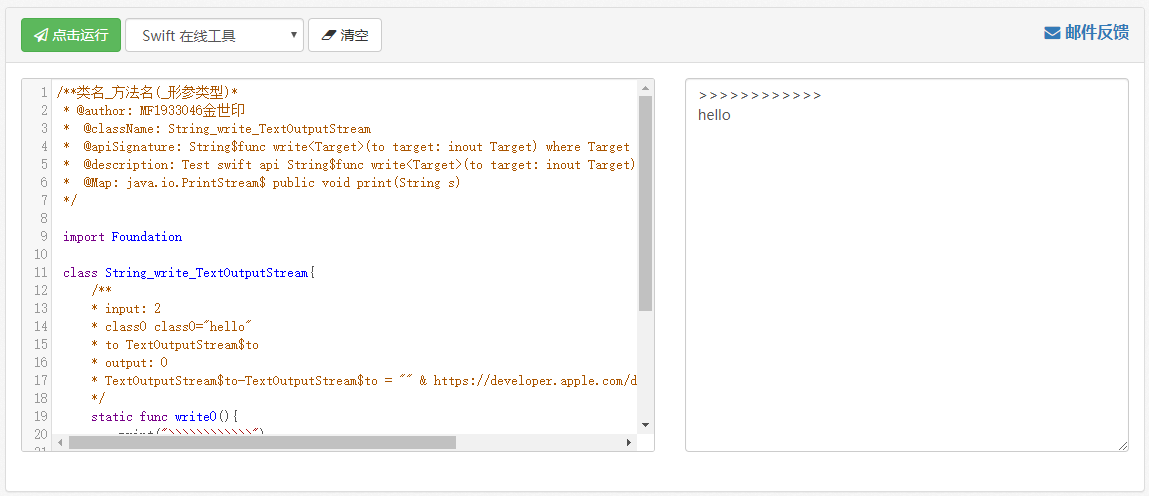 点击运行 Swift 在线工具 清空 邮件反馈
1 /**类名_方法名(_形参类型)*
2 * @author: MF1933046金世印
3 * @className: String_write_TextOutputStream
4 * @apiSignature: String$func write<Target>(to target: inout Target) where Target
5 * @description: Test swift api String$func write<Target>(to target: inout Target)
6 * @Map: java.io.PrintStream$ public void print(String s)
7 */
8
9 import Foundation
10
11 class String_write_TextOutputStream{
12 /**
13 * input: 2
14 * class0 class0="hello"
15 * to TextOutputStream$to
16 * output: 0
17 * TextOutputStream$to-TextOutputStream$to = "" & https://developer.apple.com/d
18 */
19 static func write0(){
20 print(">>>>>>>>>>>>")
21
>>>>>>>>>>>>
hello